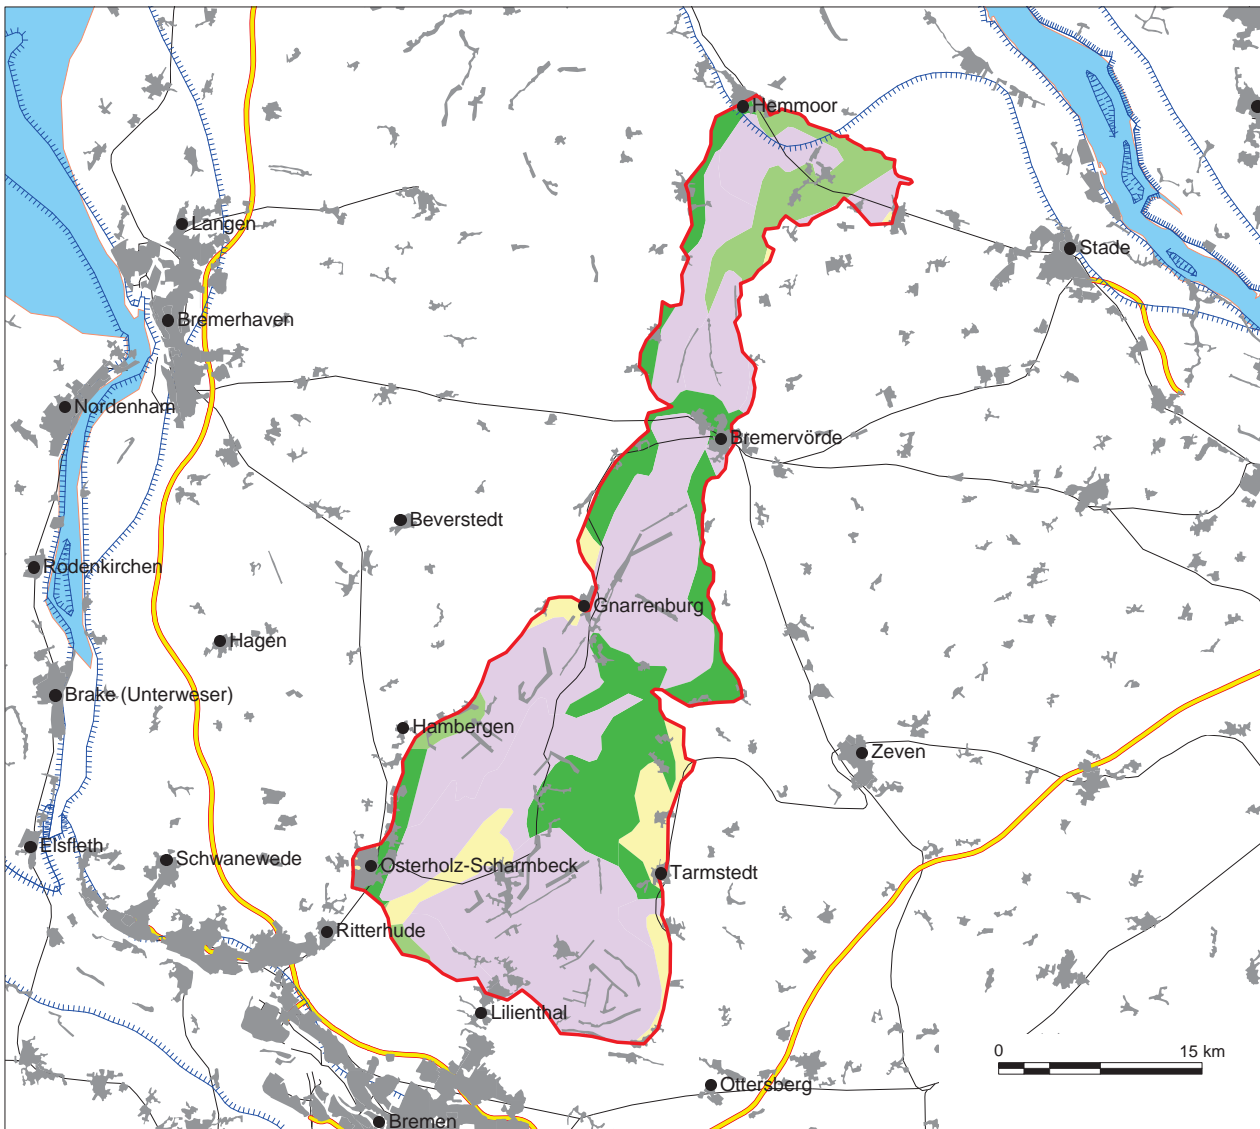 Hemmoor
Langen
Stade
Bremerhaven
Nordenham
Bremervörde
Beverstedt
Rodenkirchen
Gnarrenburg
Hagen
Brake (Unterweser)
Hambergen
Zeven
Elsfleth
Schwanewede
Osterholz-Scharmbeck
Tarmstedt
Ritterhude
Lilienthal
0 15 km
Ottersberg
Bremen